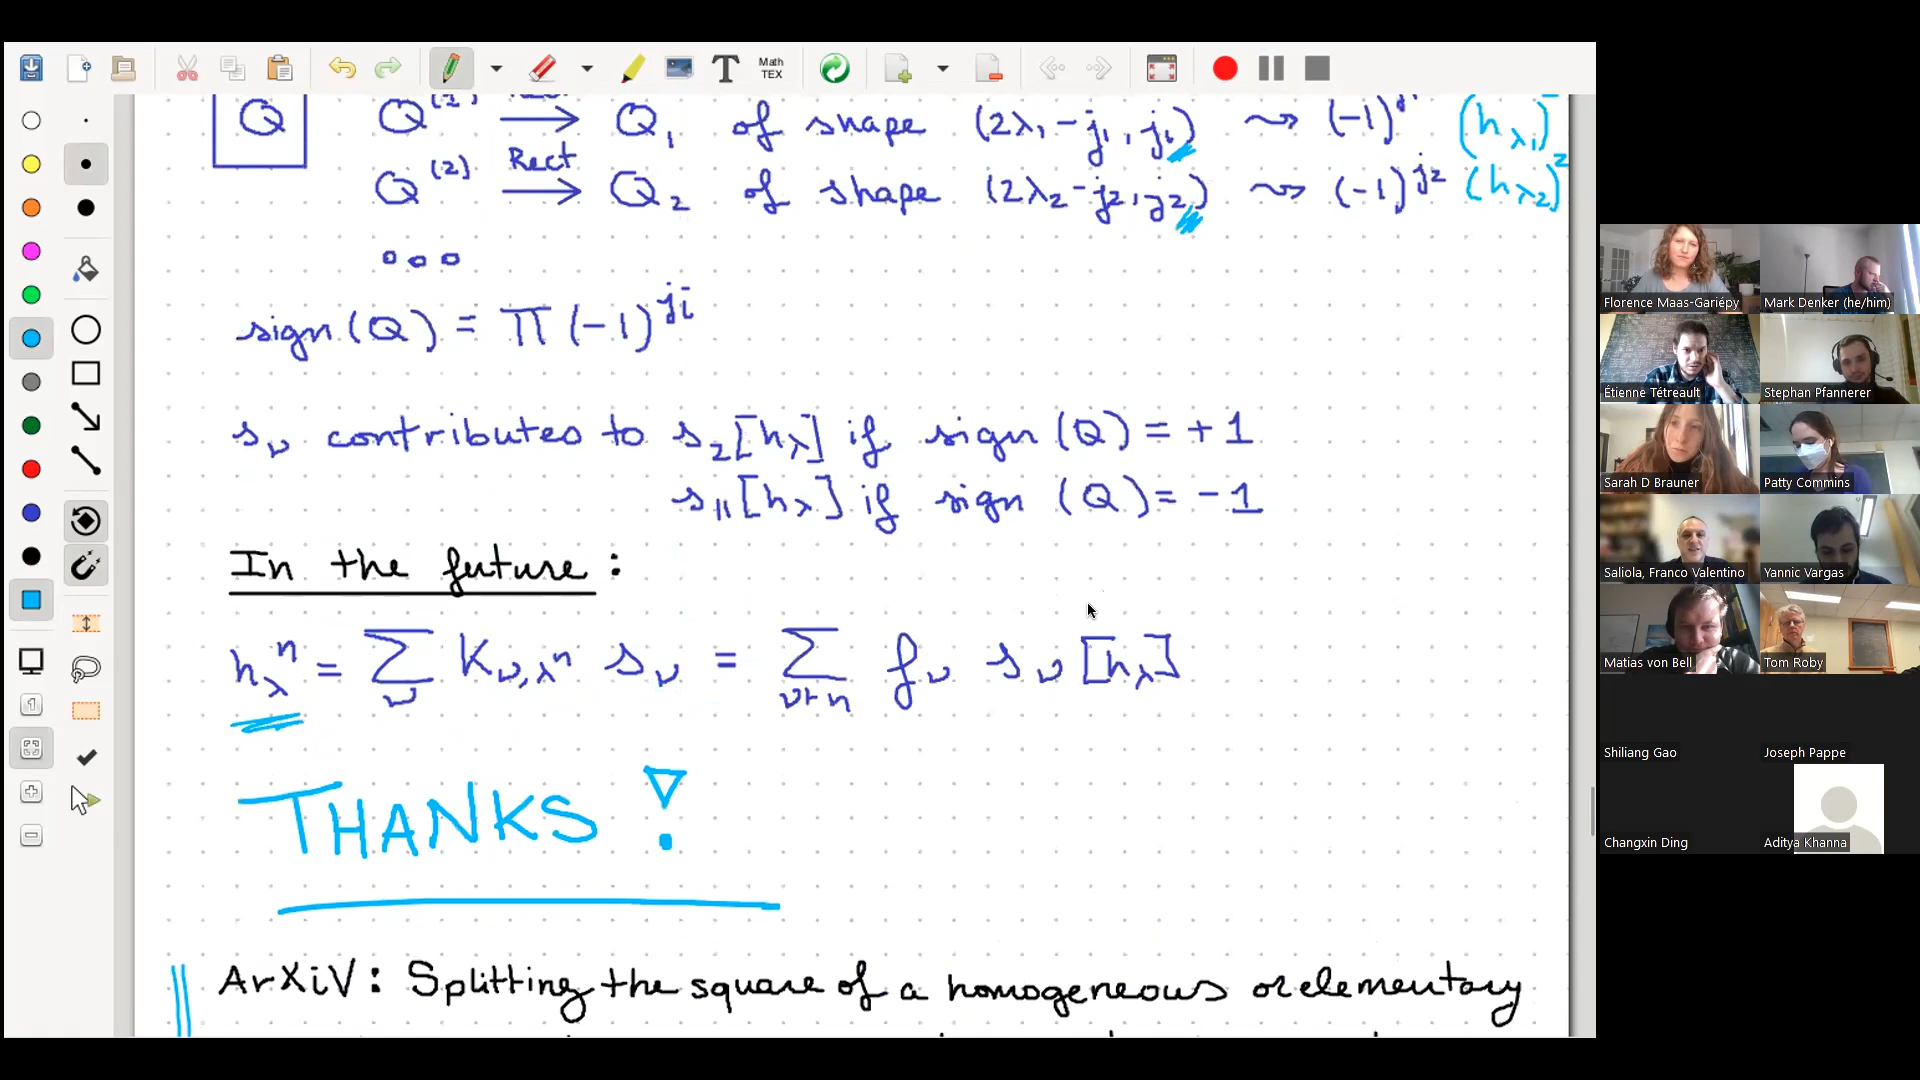 T Math TEX
Q Q^{(1)} → Q_1 of shape (2λ_1 - j_1, j_1) ⇝ (-1)^{j_1} (h_{λ_1})^2
Q^{(2)} Rect → Q_2 of shape (2λ_2 - j_2, j_2) ⇝ (-1)^{j_2} (h_{λ_2})^2
sign(Q) = Π (-1)^{j_i}
s_ν contributes to s_2[h_λ] if sign(Q) = +1
s_{11}[h_λ] if sign(Q) = -1
In the future:
h_λ^n = Σ_ν K_{ν,λ^n} s_ν = Σ_{ν⊢n} f_ν s_ν[h_λ]
THANKS!
ArXiV: Splitting the square of a homogeneous or elementary
Florence Maas-Gariépy
Mark Denker (he/him)
Étienne Tétreault
Stephan Pfannerer
Sarah D Brauner
Patty Commins
Saliola, Franco Valentino
Yannic Vargas
Matias von Bell
Tom Roby
Shiliang Gao
Joseph Pappe
Changxin Ding
Aditya Khanna